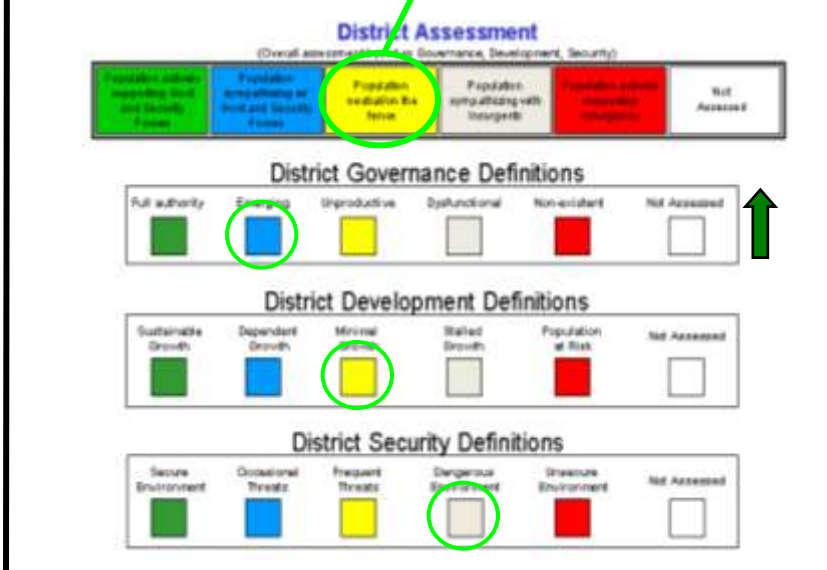 District Assessment
(Overall assessment based on Governance, Development, Security)
Population actively supporting Govt and Security Forces
Population sympathizing w/ Govt and Security Forces
Population neutral/on the fence
Population sympathizing with Insurgents
Population actively supporting Insurgency
Not Assessed
District Governance Definitions
Full authority Emerging Unproductive Dysfunctional Non-existent Not Assessed
District Development Definitions
Sustainable Growth
Dependant Growth
Minimal Growth
Stalled Growth
Population at Risk
Not Assessed
District Security Definitions
Secure Environment
Occasional Threats
Frequent Threats
Dangerous Environment
Unsecure Environment
Not Assessed